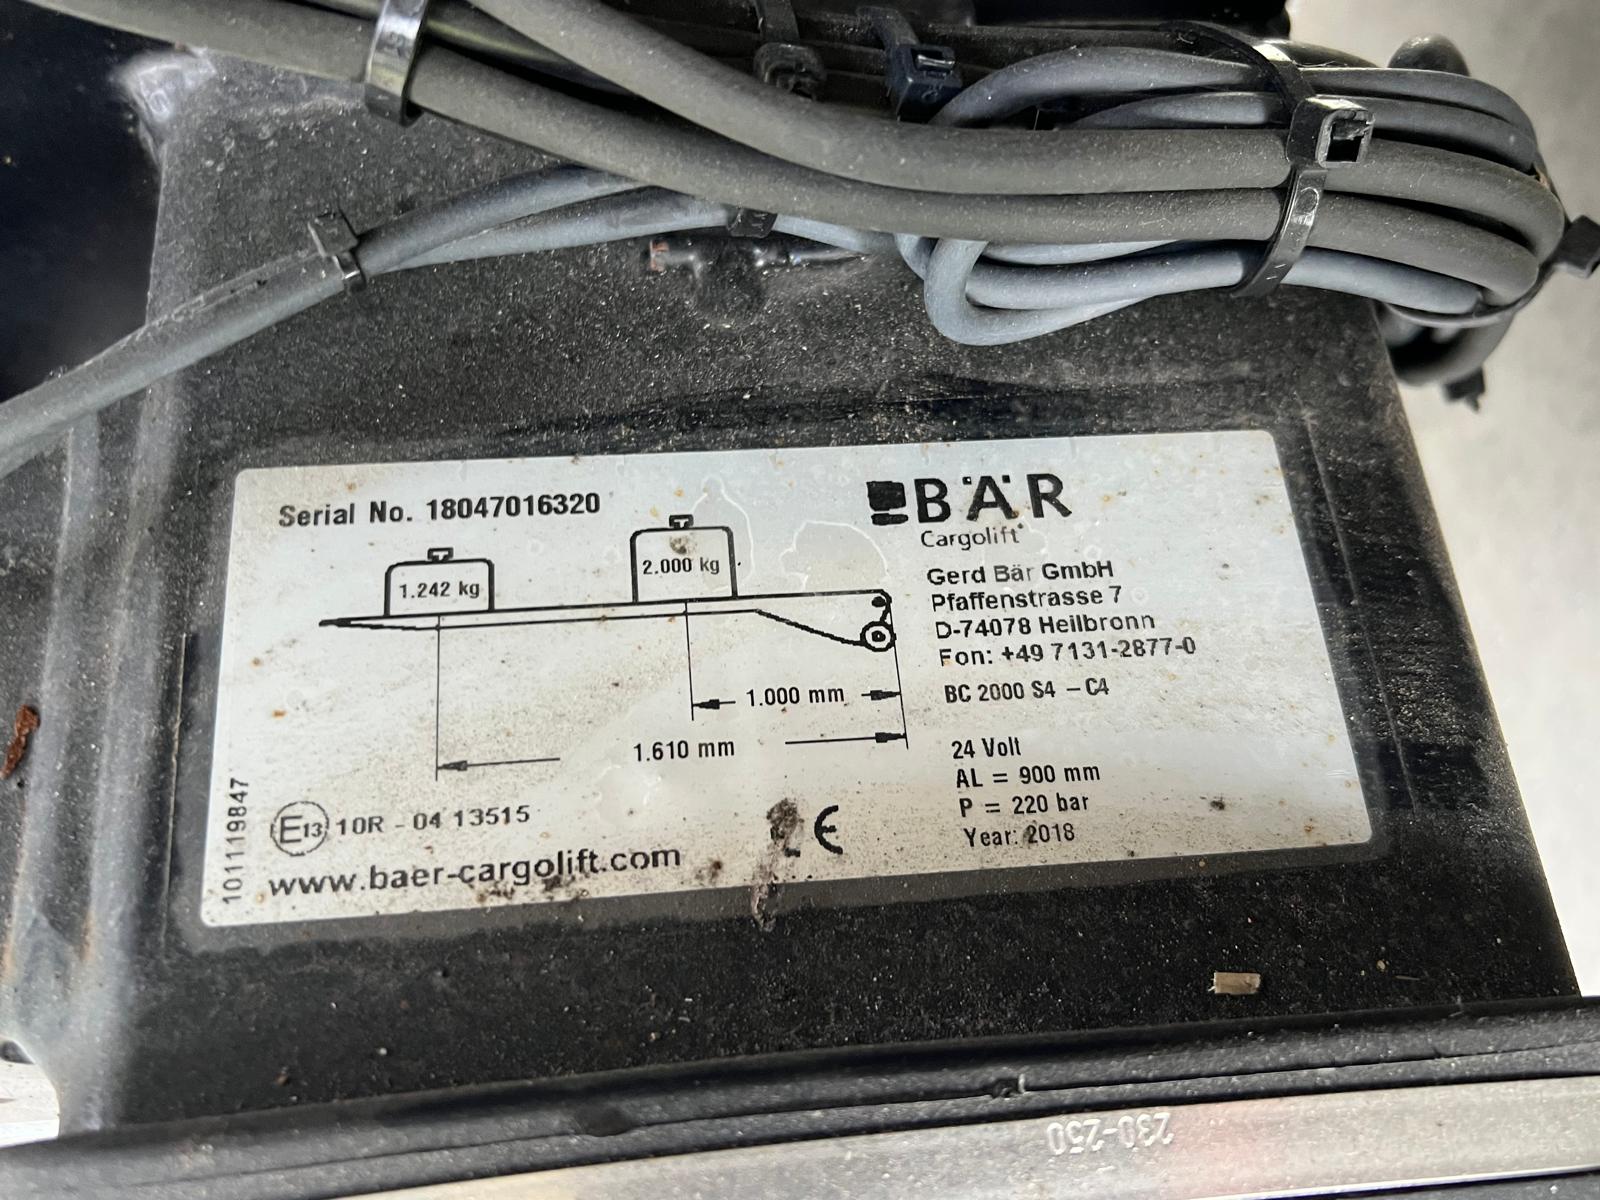 Serial No. 18047016320
1.242 kg
2.000 kg
1.000 mm
1.610 mm
E13 10R - 04 13515
www.baer-cargolift.com
101119847
BÄR
Cargolift
Gerd Bär GmbH
Pfaffenstrasse 7
D-74078 Heilbronn
Fon: +49 7131-2877-0
BC 2000 S4 - C4
24 Volt
AL = 900 mm
P = 220 bar
Year: 2018
CE
230-250